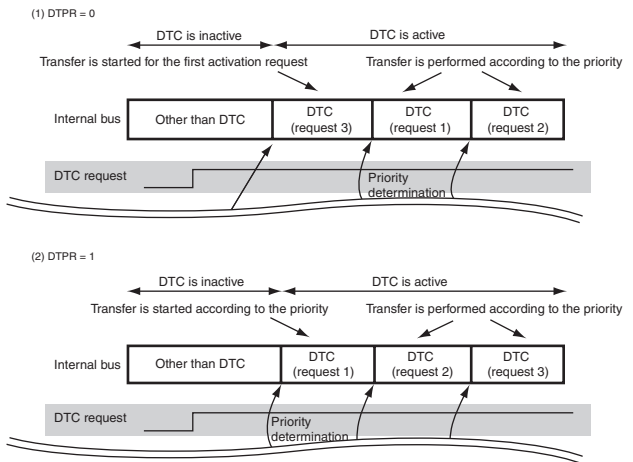 (1) DTPR = 0
DTC is inactive
DTC is active
Transfer is started for the first activation request
Transfer is performed according to the priority
Internal bus
Other than DTC
DTC
(request 3)
DTC
(request 1)
DTC
(request 2)
DTC request
Priority
determination
(2) DTPR = 1
DTC is inactive
DTC is active
Transfer is started according to the priority
Transfer is performed according to the priority
Internal bus
Other than DTC
DTC
(request 1)
DTC
(request 2)
DTC
(request 3)
DTC request
Priority
determination